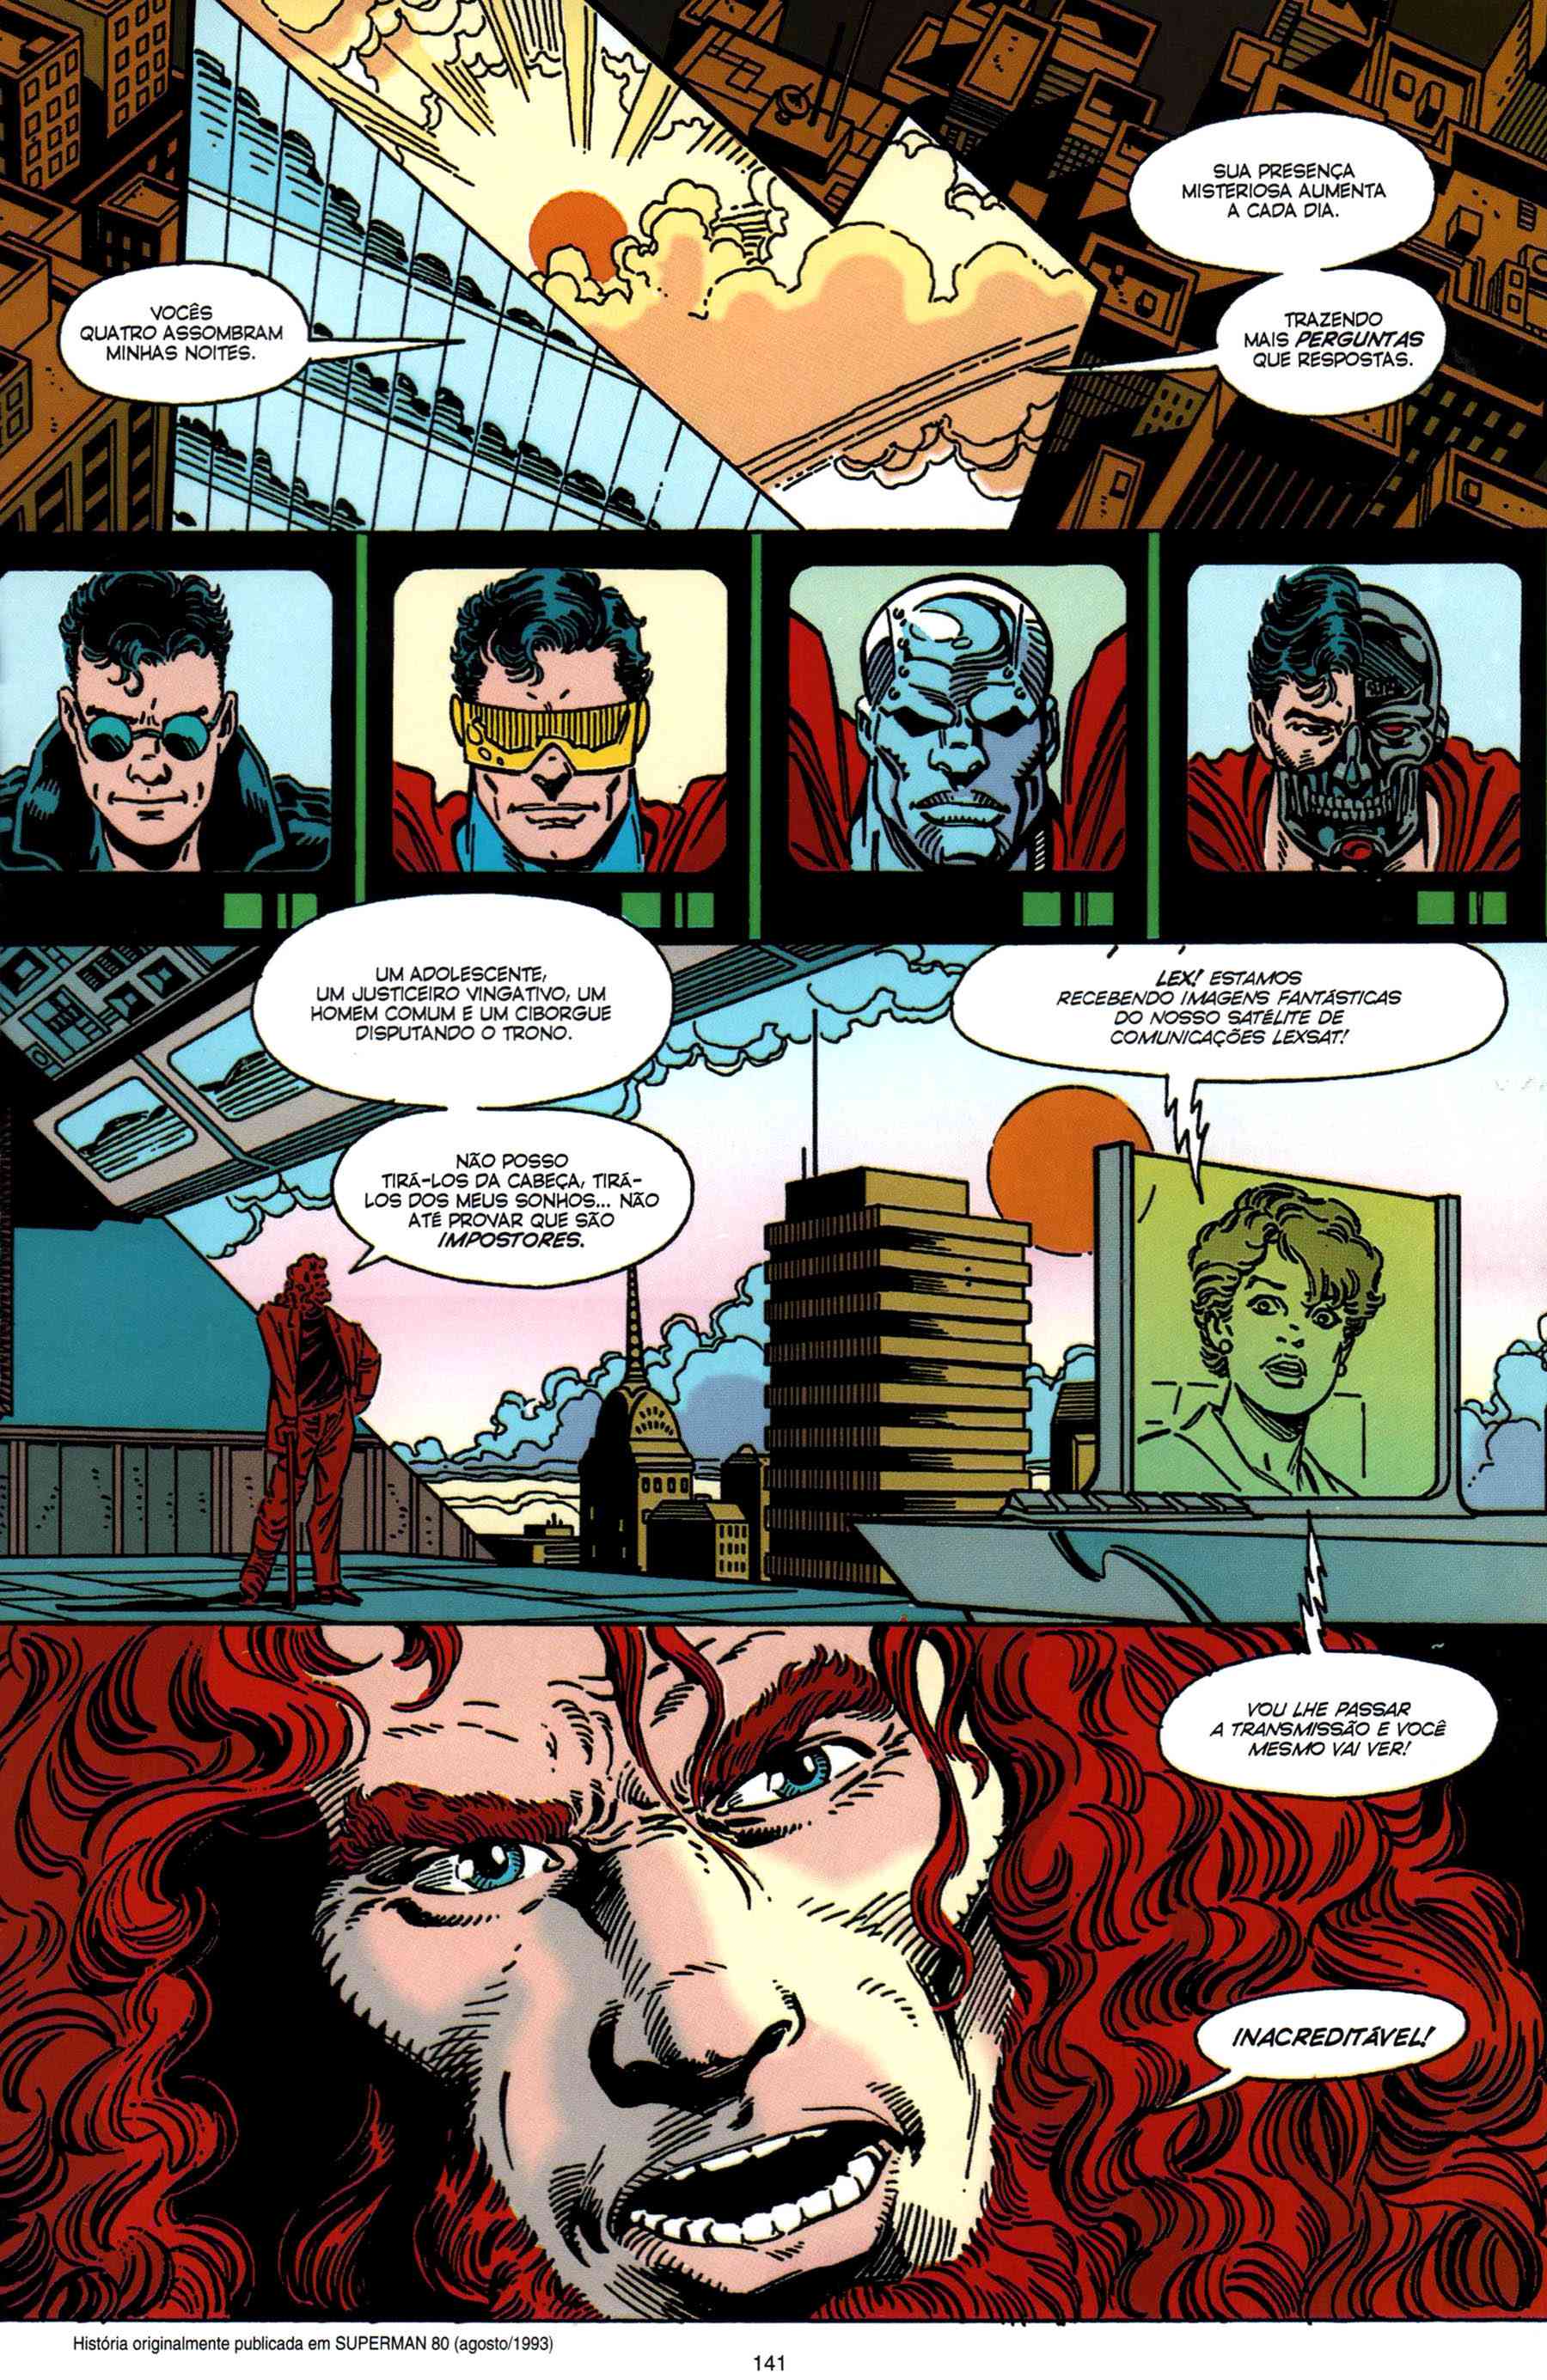 VOCÊS
QUATRO ASSOMBRAM
MINHAS NOITES.
SUA PRESENÇA
MISTERIOSA AUMENTA
A CADA DIA.
TRAZENDO
MAIS PERGUNTAS
QUE RESPOSTAS.
UM ADOLESCENTE,
UM JUSTICEIRO VINGATIVO, UM
HOMEM COMUM E UM CIBORGUE
DISPUTANDO O TRONO.
NÃO POSSO
TIRÁ-LOS DA CABEÇA, TIRÁ-
LOS DOS MEUS SONHOS... NÃO
ATÉ PROVAR QUE SÃO
IMPOSTORES.
LEX! ESTAMOS
RECEBENDO IMAGENS FANTÁSTICAS
DO NOSSO SATÉLITE DE
COMUNICAÇÕES LEXSAT!
VOU LHE PASSAR
A TRANSMISSÃO E VOCÊ
MESMO VAI VER!
INACREDITÁVEL!
História originalmente publicada em SUPERMAN 80 (agosto/1993)
141